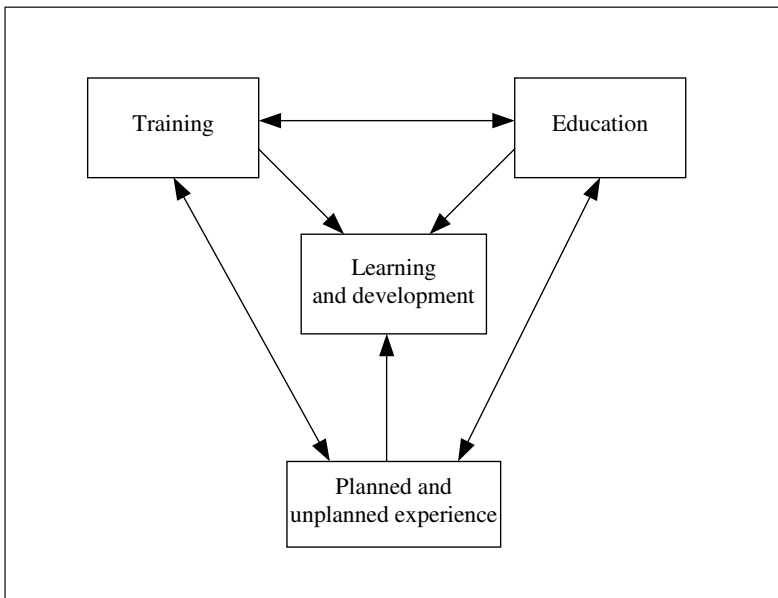 Training
Education
Learning
and development
Planned and
unplanned experience